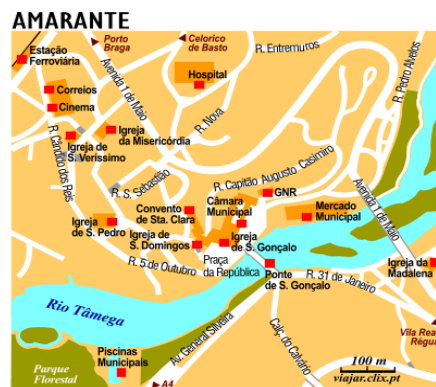 AMARANTE
Porto
Braga
Celorico
de Basto
Estação
Ferroviária
R. Entremuros
Avenida 1 de Maio
Hospital
R. Pedro Alvelos
Correios
Cinema
R. Nova
Igreja
da Misericórdia
Igreja de
S. Veríssimo
R. Cândido dos Reis
R. S. Sebastião
R. Capitão Augusto Casimiro
GNR
Convento
de Sta. Clara
Câmara
Municipal
Mercado
Municipal
Avenida 1 de Maio
Igreja
de S. Pedro
Igreja de
S. Domingos
Igreja
de S. Gonçalo
Praça
da República
R. 5 de Outubro
Ponte
de S. Gonçalo
R. 31 de Janeiro
Igreja da
Madalena
Rio Tâmega
Av. General Silveira
Calç. do Calvário
Vila Rea
Régua
Piscinas
Municipais
Parque
Florestal
A4
100 m
viajar.clix.pt